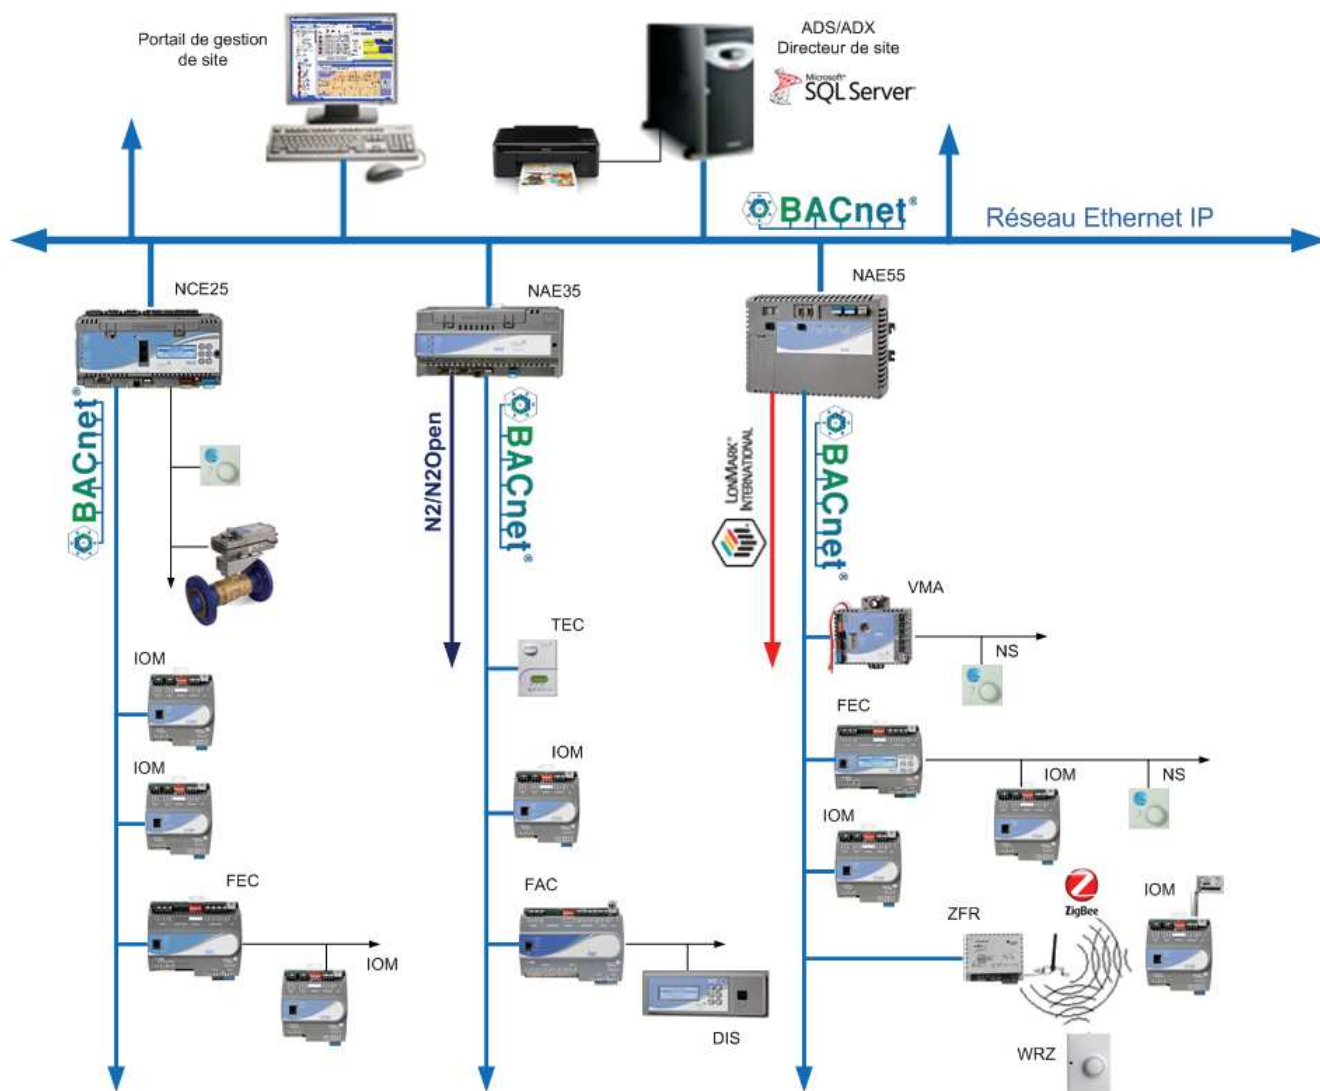 Portail de gestion
de site
ADS/ADX
Directeur de site
Microsoft®
SQL Server®
BACnet®
Réseau Ethernet IP
NCE25
NAE35
NAE55
BACnet®
N2/N2Open
BACnet®
LONMARK®
INTERNATIONAL
BACnet®
VMA
NS
TEC
IOM
FEC
IOM
NS
IOM
IOM
IOM
FEC
IOM
FAC
DIS
ZFR
ZigBee
IOM
WRZ